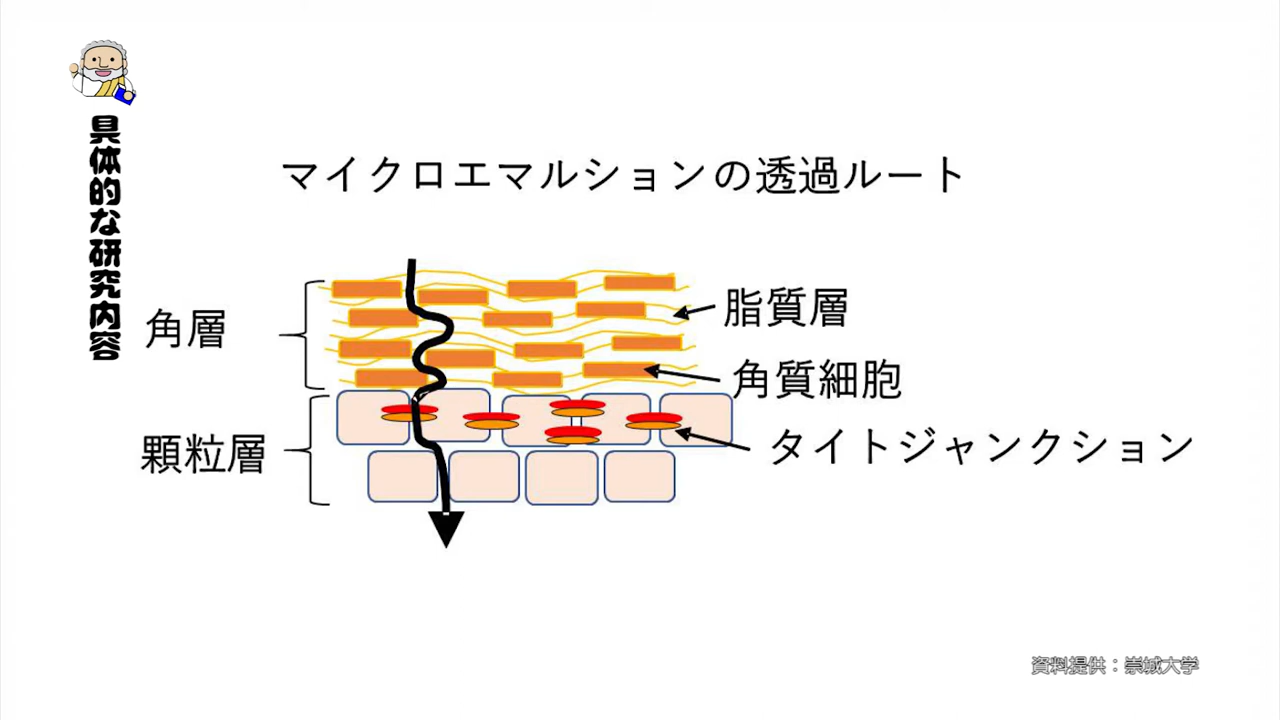 具体的な研究内容
マイクロエマルションの透過ルート
角層
脂質層
角質細胞
顆粒層
タイトジャンクション
資料提供：崇城大学